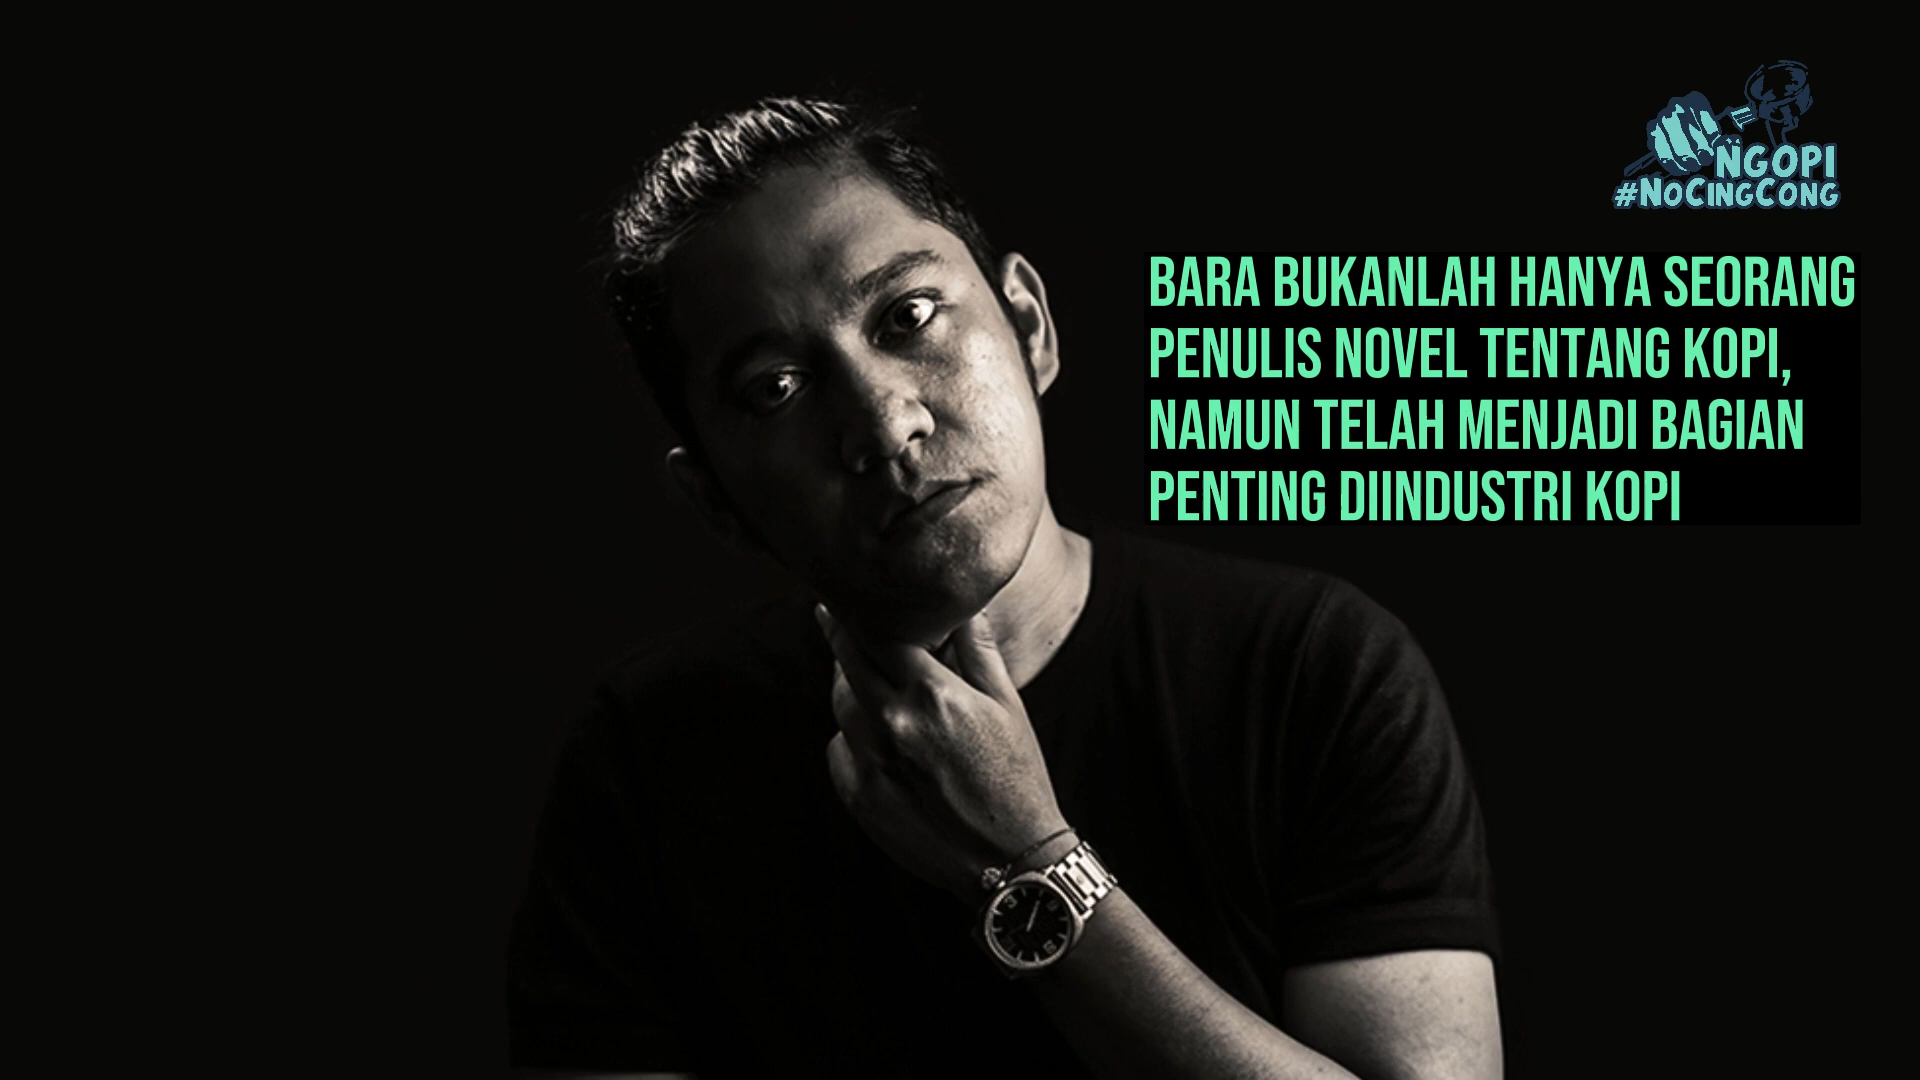 NGOPI
#NOCINGCONG
BARA BUKANLAH HANYA SEORANG
PENULIS NOVEL TENTANG KOPI,
NAMUN TELAH MENJADI BAGIAN
PENTING DIINDUSTRI KOPI